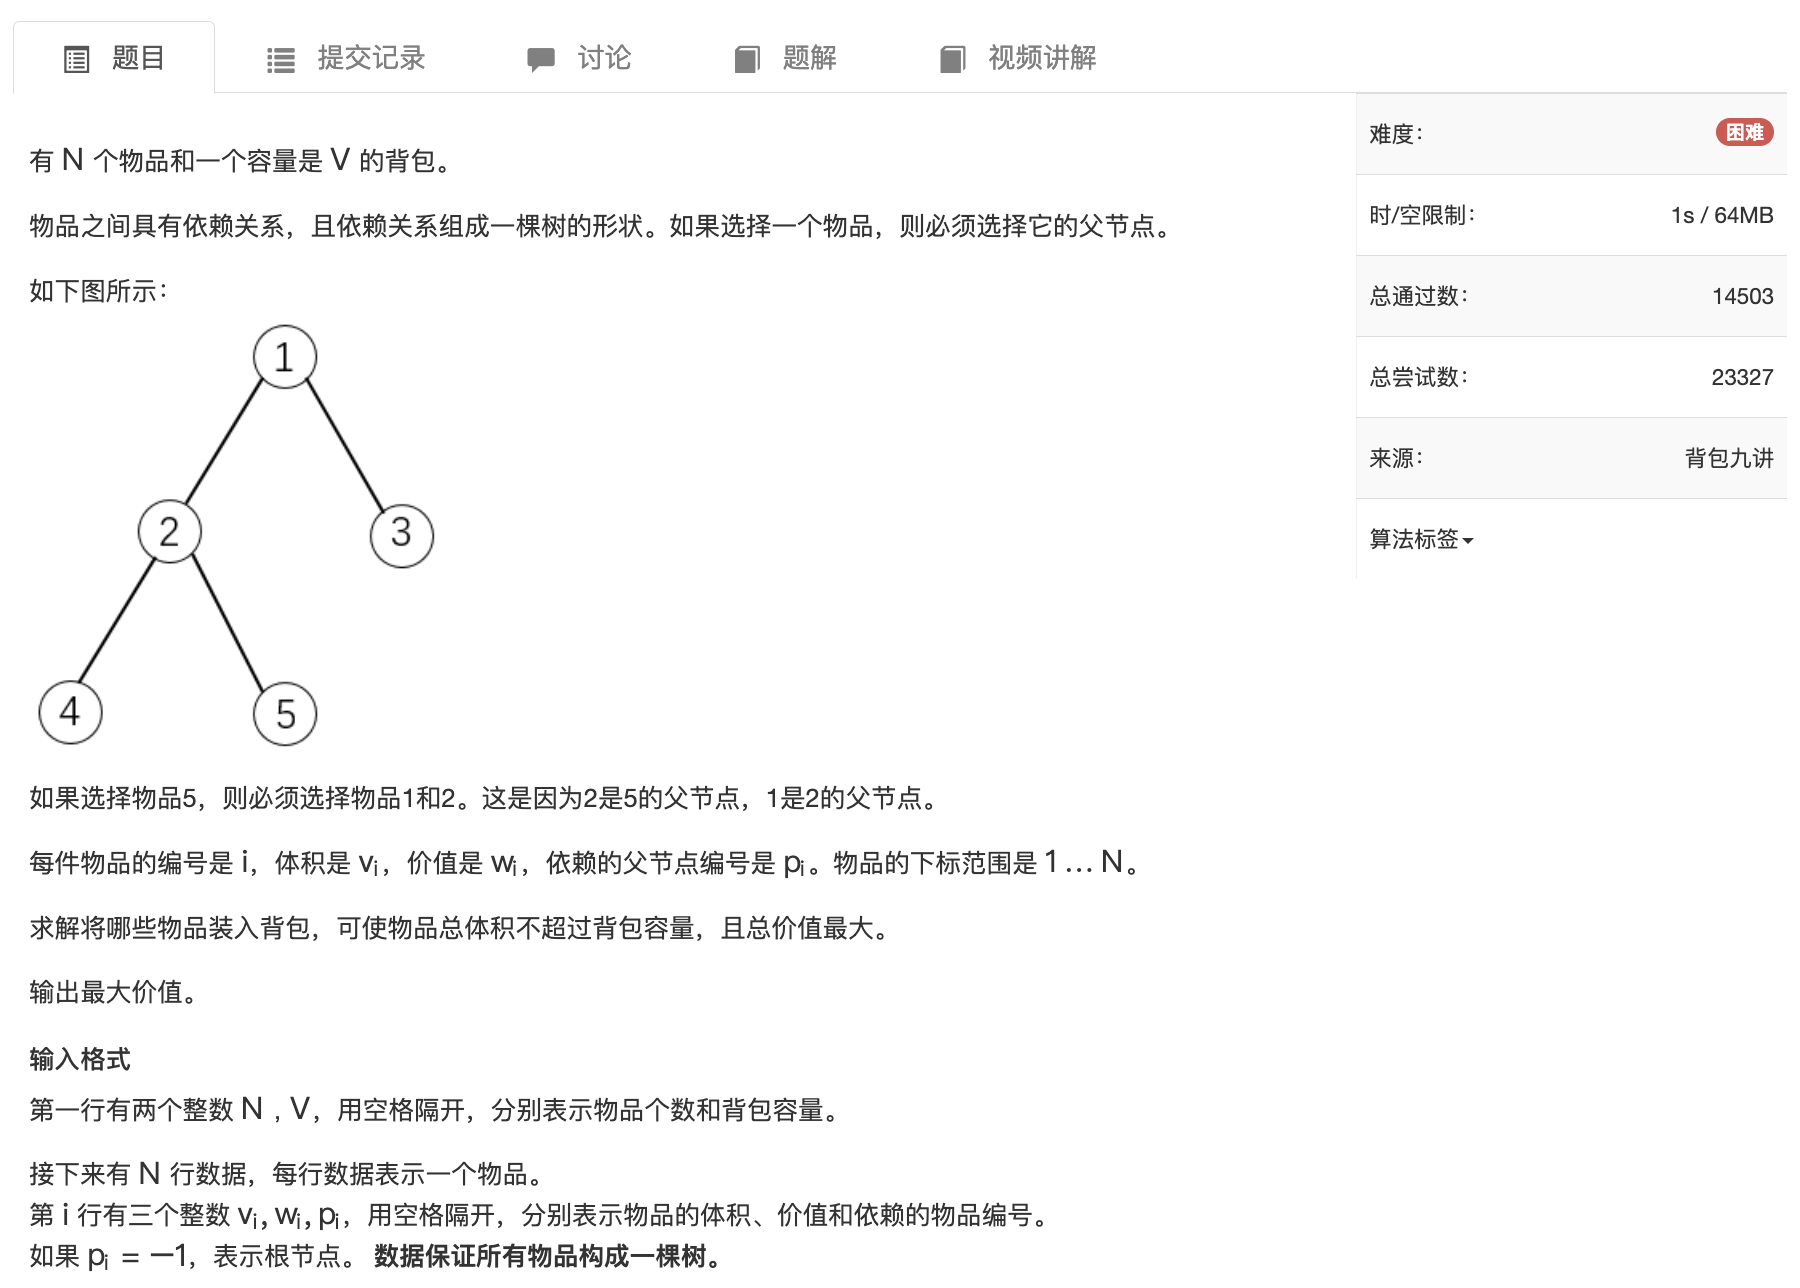 题目 提交记录 讨论 题解 视频讲解
有 N 个物品和一个容量是 V 的背包。
物品之间具有依赖关系，且依赖关系组成一棵树的形状。如果选择一个物品，则必须选择它的父节点。
如下图所示：
1
2
3
4
5
如果选择物品5，则必须选择物品1和2。这是因为2是5的父节点，1是2的父节点。
每件物品的编号是 i，体积是 vi，价值是 wi，依赖的父节点编号是 pi。物品的下标范围是 1…N。
求解将哪些物品装入背包，可使物品总体积不超过背包容量，且总价值最大。
输出最大价值。
输入格式
第一行有两个整数 N，V，用空格隔开，分别表示物品个数和背包容量。
接下来有 N 行数据，每行数据表示一个物品。
第 i 行有三个整数 vi,wi,pi，用空格隔开，分别表示物品的体积、价值和依赖的物品编号。
如果 pi = −1，表示根节点。 数据保证所有物品构成一棵树。
难度： 困难
时/空限制： 1s / 64MB
总通过数： 14503
总尝试数： 23327
来源： 背包九讲
算法标签